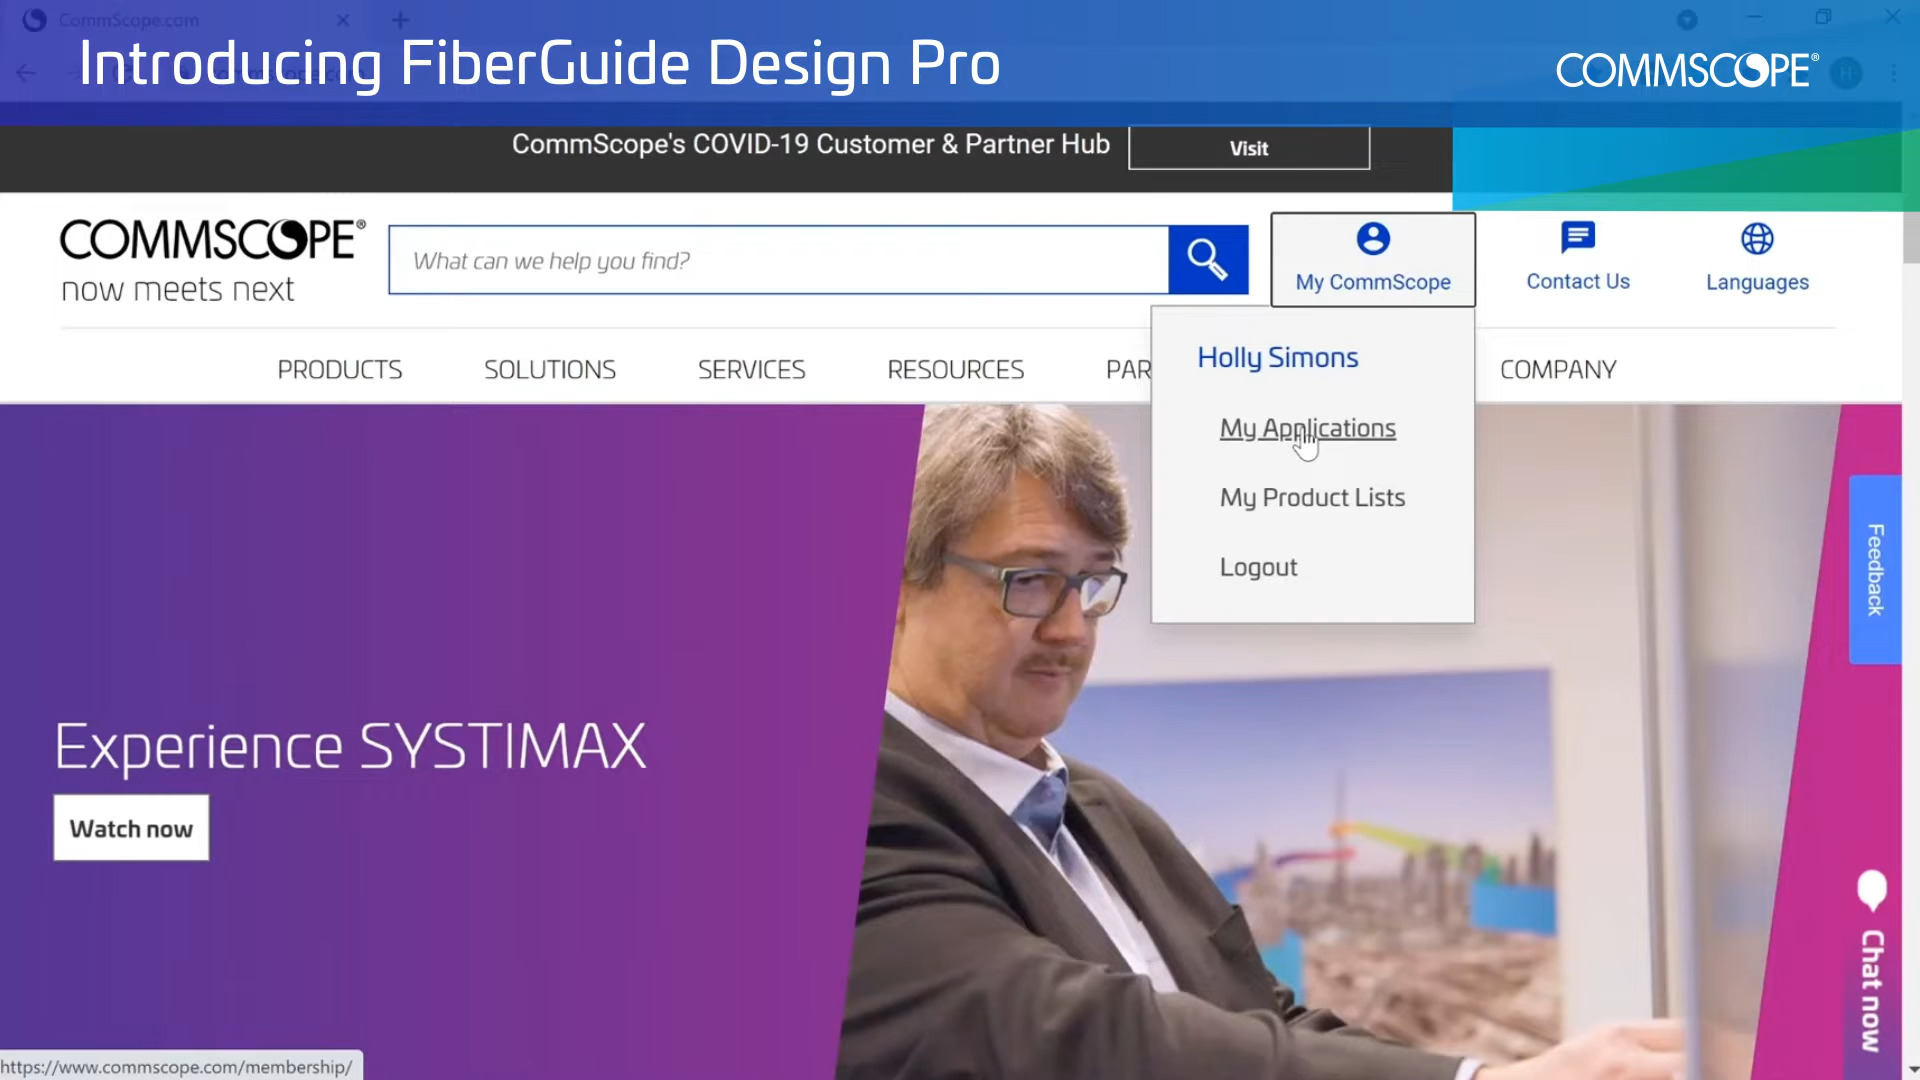 CommScope.com
Introducing FiberGuide Design Pro
COMMSCOPE®
CommScope's COVID-19 Customer & Partner Hub
Visit
COMMSCOPE®
now meets next
What can we help you find?
My CommScope
Contact Us
Languages
PRODUCTS
SOLUTIONS
SERVICES
RESOURCES
PAR
COMPANY
Holly Simons
My Applications
My Product Lists
Logout
Feedback
Experience SYSTIMAX
Watch now
Chat now
https://www.commscope.com/membership/